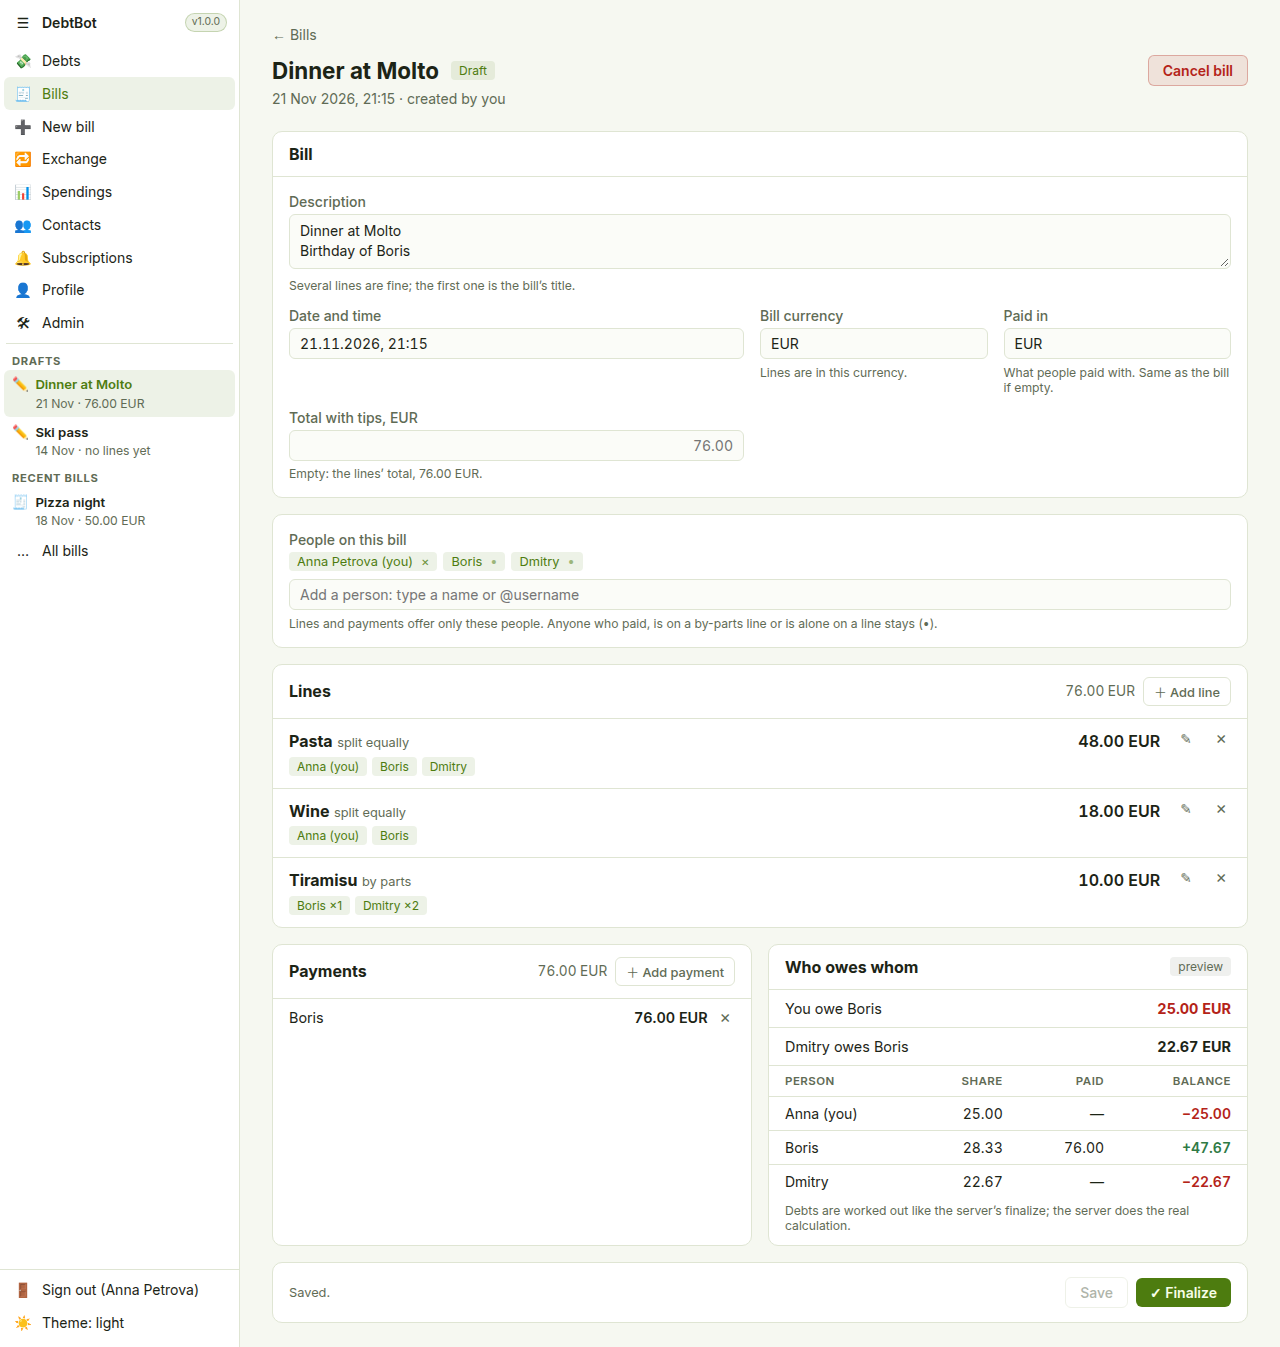 ☰ DebtBot v1.0.0
Debts
Bills
New bill
Exchange
Spendings
Contacts
Subscriptions
Profile
Admin
DRAFTS
Dinner at Molto
21 Nov · 76.00 EUR
Ski pass
14 Nov · no lines yet
RECENT BILLS
Pizza night
18 Nov · 50.00 EUR
... All bills
Sign out (Anna Petrova)
Theme: light
← Bills
Dinner at Molto Draft
Cancel bill
21 Nov 2026, 21:15 · created by you
Bill
Description
Dinner at Molto
Birthday of Boris
Several lines are fine; the first one is the bill’s title.
Date and time Bill currency Paid in
21.11.2026, 21:15 EUR EUR
Lines are in this currency. What people paid with. Same as the bill
if empty.
Total with tips, EUR
76.00
Empty: the lines’ total, 76.00 EUR.
People on this bill
Anna Petrova (you) × Boris • Dmitry •
Add a person: type a name or @username
Lines and payments offer only these people. Anyone who paid, is on a by-parts line or is alone on a line stays (•).
Lines 76.00 EUR + Add line
Pasta split equally 48.00 EUR ✎ ×
Anna (you) Boris Dmitry
Wine split equally 18.00 EUR ✎ ×
Anna (you) Boris
Tiramisu by parts 10.00 EUR ✎ ×
Boris ×1 Dmitry ×2
Payments 76.00 EUR + Add payment
Boris 76.00 EUR ×
Who owes whom preview
You owe Boris 25.00 EUR
Dmitry owes Boris 22.67 EUR
PERSON SHARE PAID BALANCE
Anna (you) 25.00 — −25.00
Boris 28.33 76.00 +47.67
Dmitry 22.67 — −22.67
Debts are worked out like the server’s finalize; the server does the real
calculation.
Saved. Save ✓ Finalize